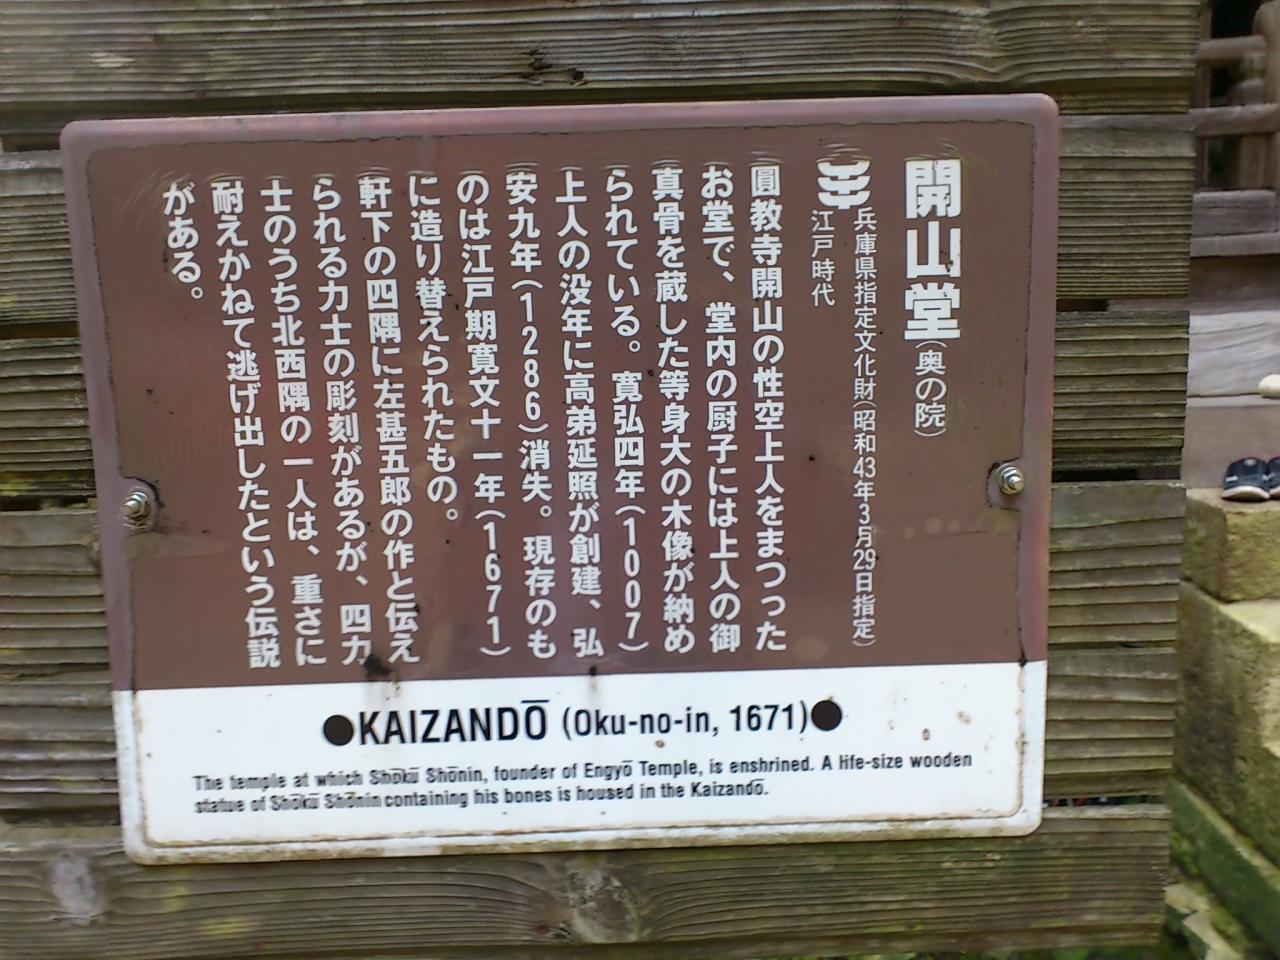 開山堂(奥の院)
兵庫県指定文化財(昭和43年3月29日指定)
江戸時代
圓教寺開山の性空上人をまつった
お堂で、堂内の厨子には上人の御
真骨を蔵した等身大の木像が納め
られている。寛弘四年(1007)
上人の没年に高弟延照が創建、弘
安九年(1286)消失。現存のも
のは江戸期寛文十一年(1671)
に造り替えられたもの。
軒下の四隅に左甚五郎の作と伝え
られる力士の彫刻があるが、四力
士のうち北西隅の一人は、重さに
耐えかねて逃げ出したという伝説
がある。
●KAIZANDŌ (Oku-no-in, 1671)●
The temple at which Shōkū Shōnin, founder of Engyō Temple, is enshrined. A life-size wooden
statue of Shōkū Shōnin containing his bones is housed in the Kaizandō.